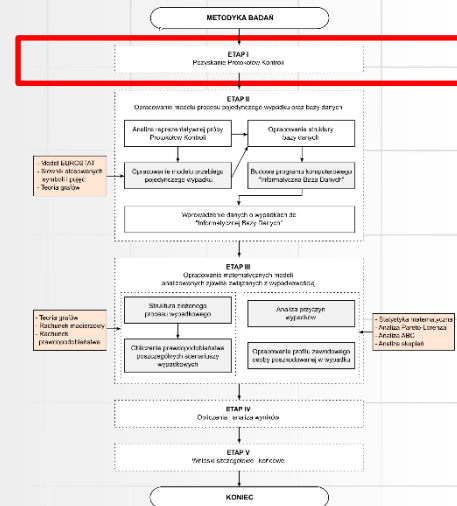 METODYKA BADAŃ
ETAP I
Pozyskanie Protokołów Kontroli
ETAP II
Opracowanie modelu procesu pojedynczego wypadku oraz bazy danych
Analiza reprezentatywnej próby
Protokołów Kontroli
Opracowanie struktury
bazy danych
- Model EUROSTAT
- Słownik stosowanych
symboli i pojęć
- Teoria grafów
Opracowanie modelu przebiegu
pojedynczego wypadku
Budowa programu komputerowego
"Informatyczna Baza Danych"
Wprowadzenie danych o wypadkach do
"Informatycznej Bazy Danych"
ETAP III
Opracowanie matematycznych modeli
analizowanych zjawisk związanych z wypadkowością
Struktura złożonego
procesu wypadkowego
Analiza przyczyn
wypadków
- Teoria grafów
- Rachunek macierzowy
- Rachunek
prawdopodobieństwa
- Statystyka matematyczna
- Analiza Pareto-Lorenza
- Analiza ABC
- Analiza skupień
Obliczanie prawdopodobieństwa
poszczególnych scenariuszy
wypadkowych
Opracowanie profilu zawodowego
osoby poszkodowanej w wypadku
ETAP IV
Obliczenia i analiza wyników
ETAP V
Wnioski szczegółowe i końcowe
KONIEC